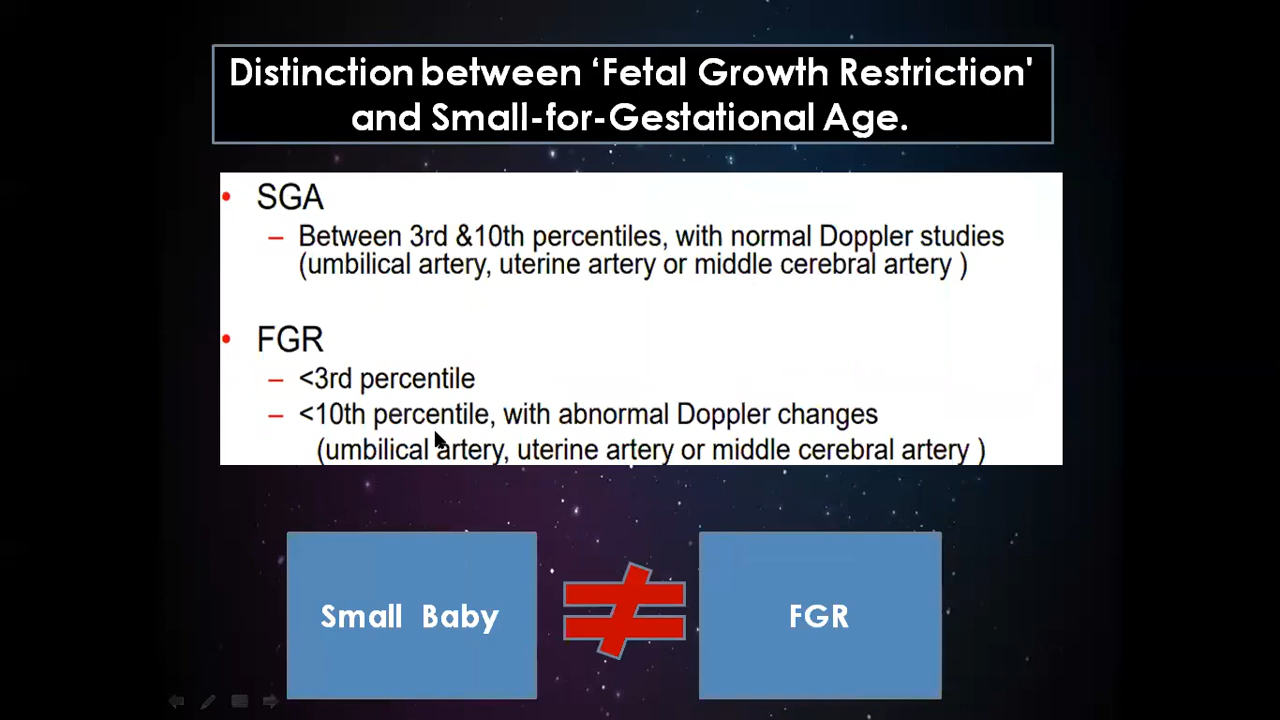 Distinction between ‘Fetal Growth Restriction'
and Small-for-Gestational Age.
• SGA
– Between 3rd &10th percentiles, with normal Doppler studies
(umbilical artery, uterine artery or middle cerebral artery )
• FGR
– <3rd percentile
– <10th percentile, with abnormal Doppler changes
(umbilical artery, uterine artery or middle cerebral artery )
Small Baby
≠
FGR